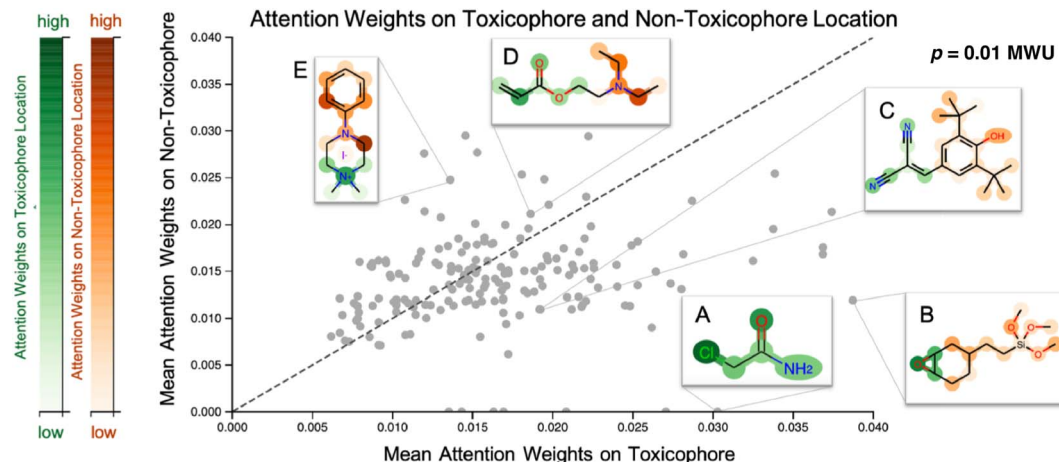 Attention Weights on Toxicophore and Non-Toxicophore Location
high
high
Attention Weights on Toxicophore Location
Attention Weights on Non-Toxicophore Location
low
low
Mean Attention Weights on Non-Toxicophore
0.040
0.035
0.030
0.025
0.020
0.015
0.010
0.005
0.000
p = 0.01 MWU
E
N
I-
N+
D
O
O
N
C
N
N
OH
A
O
Cl
NH2
B
O
O
O
Si
O
0.000
0.005
0.010
0.015
0.020
0.025
0.030
0.035
0.040
Mean Attention Weights on Toxicophore